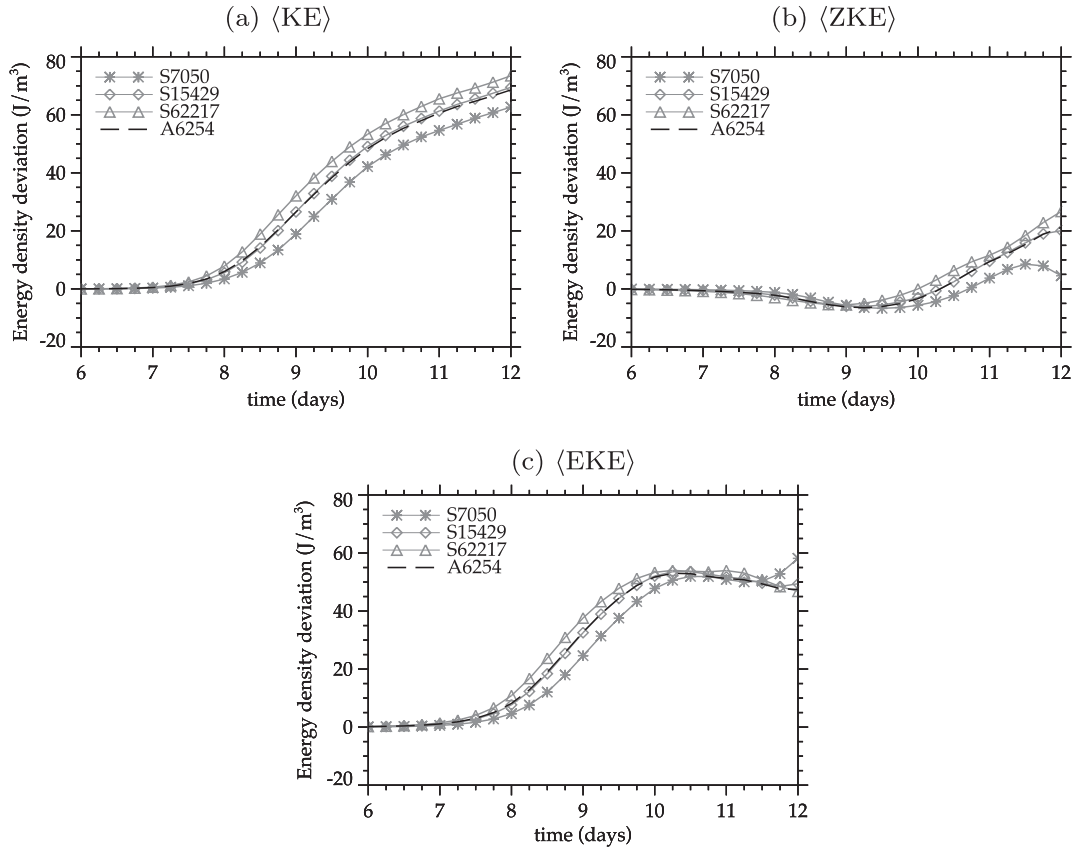 (a) ⟨KE⟩
Energy density deviation (J/m³)
80
60
40
20
0
-20
S7050
S15429
S62217
A6254
6 7 8 9 10 11 12
time (days)
(b) ⟨ZKE⟩
Energy density deviation (J/m³)
80
60
40
20
0
-20
S7050
S15429
S62217
A6254
6 7 8 9 10 11 12
time (days)
(c) ⟨EKE⟩
Energy density deviation (J/m³)
80
60
40
20
0
-20
S7050
S15429
S62217
A6254
6 7 8 9 10 11 12
time (days)